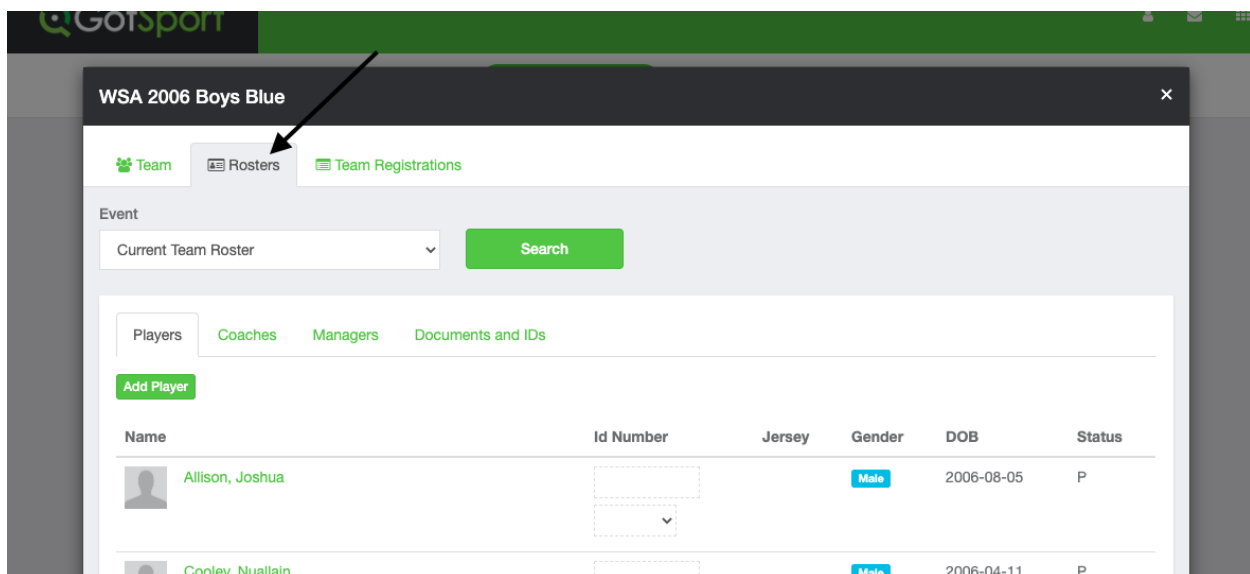 GotSport
WSA 2006 Boys Blue ×
Team Rosters Team Registrations
Event
Current Team Roster Search
Players Coaches Managers Documents and IDs
Add Player
Name Id Number Jersey Gender DOB Status
Allison, Joshua Male 2006-08-05 P
Cooley, Nuallain Male 2006-04-11 P